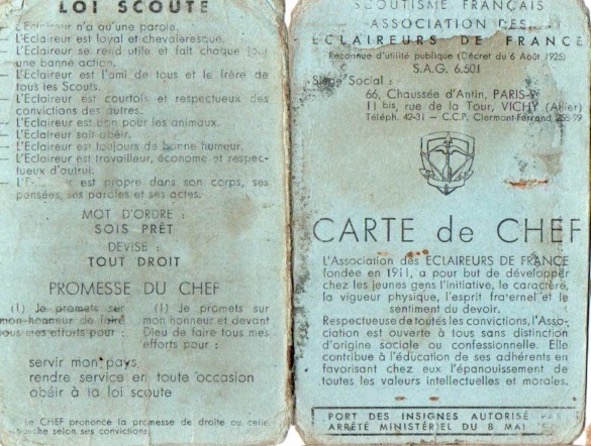 LOI SCOUTE
n'a qu'une parole.
L'Eclaireur est loyal et chevaleresque.
L'Eclaireur se rend utile et fait chaque jour
une bonne action.
L'Eclaireur est l'ami de tous et le frère de
tous les Scouts.
L'Eclaireur est courtois et respectueux des
convictions des autres.
L'Eclaireur est bon pour les animaux.
L'Eclaireur sait obéir.
L'Eclaireur est toujours de bonne humeur.
L'Eclaireur est travailleur, économe et respec-
tueux d'autrui.
est propre dans son corps, ses
pensées, ses paroles et ses actes.
MOT D'ORDRE :
SOIS PRÊT
DEVISE :
TOUT DROIT
PROMESSE DU CHEF
(1) Je promets sur
mon honneur de faire
tous mes efforts pour :
(1) Je promets sur
mon honneur et devant
Dieu de faire tous mes
efforts pour :
servir mon pays,
rendre service en toute occasion
obéir à la loi scoute
Le CHEF prononce la promesse de droite ou celle
gauche selon ses convictions
SCOUTISME FRANÇAIS
ASSOCIATION DES
ECLAIREURS DE FRANCE
Reconnue d'utilité publique (Décret du 6 Août 1925)
S.A.G. 6.501
Siège Social :
66, Chaussée d'Antin, PARIS-9e
11 bis, rue de la Tour, VICHY (Allier)
Téléph. 42-31 — C.C.P. Clermont-Ferrand 255-99
CARTE de CHEF
L'Association des ECLAIREURS DE FRANCE
fondée en 1911, a pour but de développer
chez les jeunes gens l'initiative, le caractère,
la vigueur physique, l'esprit fraternel et le
sentiment du devoir.
Respectueuse de toutes les convictions, l'Asso-
ciation est ouverte à tous sans distinction
d'origine sociale ou confessionnelle. Elle
contribue à l'éducation de ses adhérents en
favorisant chez eux l'épanouissement de
toutes les valeurs intellectuelles et morales.
PORT DES INSIGNES AUTORISÉ
ARRÊTÉ MINISTÉRIEL DU 8 MAI